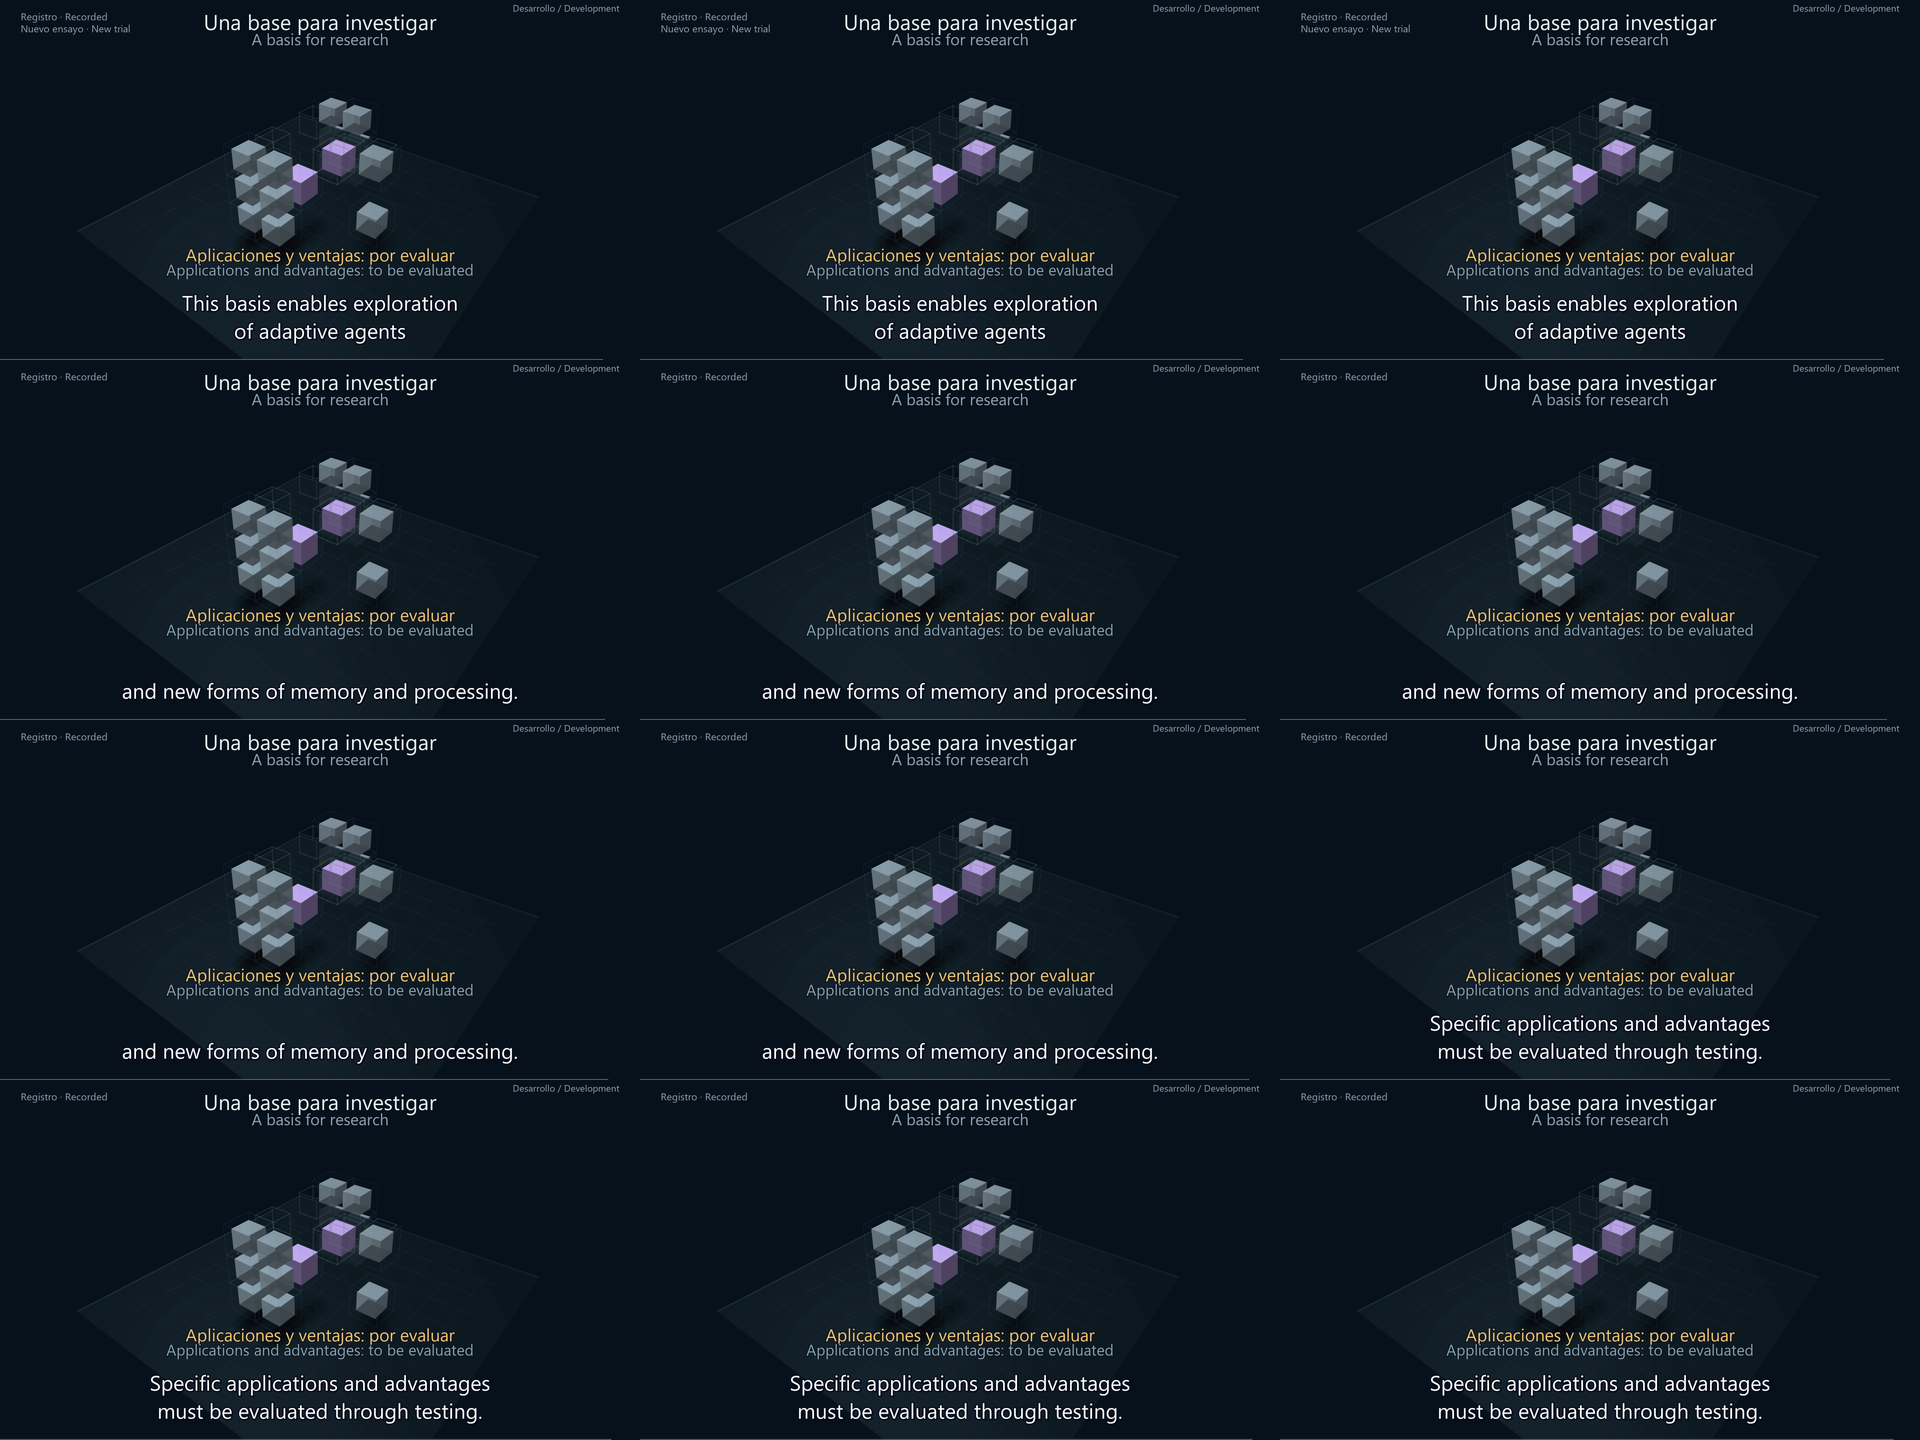 Registro · Recorded
Nuevo ensayo · New trial
Desarrollo / Development
Una base para investigar
A basis for research
Aplicaciones y ventajas: por evaluar
Applications and advantages: to be evaluated
This basis enables exploration
of adaptive agents
Registro · Recorded
Nuevo ensayo · New trial
Desarrollo / Development
Una base para investigar
A basis for research
Aplicaciones y ventajas: por evaluar
Applications and advantages: to be evaluated
This basis enables exploration
of adaptive agents
Registro · Recorded
Nuevo ensayo · New trial
Desarrollo / Development
Una base para investigar
A basis for research
Aplicaciones y ventajas: por evaluar
Applications and advantages: to be evaluated
This basis enables exploration
of adaptive agents
Registro · Recorded
Desarrollo / Development
Una base para investigar
A basis for research
Aplicaciones y ventajas: por evaluar
Applications and advantages: to be evaluated
and new forms of memory and processing.
Registro · Recorded
Desarrollo / Development
Una base para investigar
A basis for research
Aplicaciones y ventajas: por evaluar
Applications and advantages: to be evaluated
and new forms of memory and processing.
Registro · Recorded
Desarrollo / Development
Una base para investigar
A basis for research
Aplicaciones y ventajas: por evaluar
Applications and advantages: to be evaluated
and new forms of memory and processing.
Registro · Recorded
Desarrollo / Development
Una base para investigar
A basis for research
Aplicaciones y ventajas: por evaluar
Applications and advantages: to be evaluated
and new forms of memory and processing.
Registro · Recorded
Desarrollo / Development
Una base para investigar
A basis for research
Aplicaciones y ventajas: por evaluar
Applications and advantages: to be evaluated
and new forms of memory and processing.
Registro · Recorded
Desarrollo / Development
Una base para investigar
A basis for research
Aplicaciones y ventajas: por evaluar
Applications and advantages: to be evaluated
Specific applications and advantages
must be evaluated through testing.
Registro · Recorded
Desarrollo / Development
Una base para investigar
A basis for research
Aplicaciones y ventajas: por evaluar
Applications and advantages: to be evaluated
Specific applications and advantages
must be evaluated through testing.
Registro · Recorded
Desarrollo / Development
Una base para investigar
A basis for research
Aplicaciones y ventajas: por evaluar
Applications and advantages: to be evaluated
Specific applications and advantages
must be evaluated through testing.
Registro · Recorded
Desarrollo / Development
Una base para investigar
A basis for research
Aplicaciones y ventajas: por evaluar
Applications and advantages: to be evaluated
Specific applications and advantages
must be evaluated through testing.